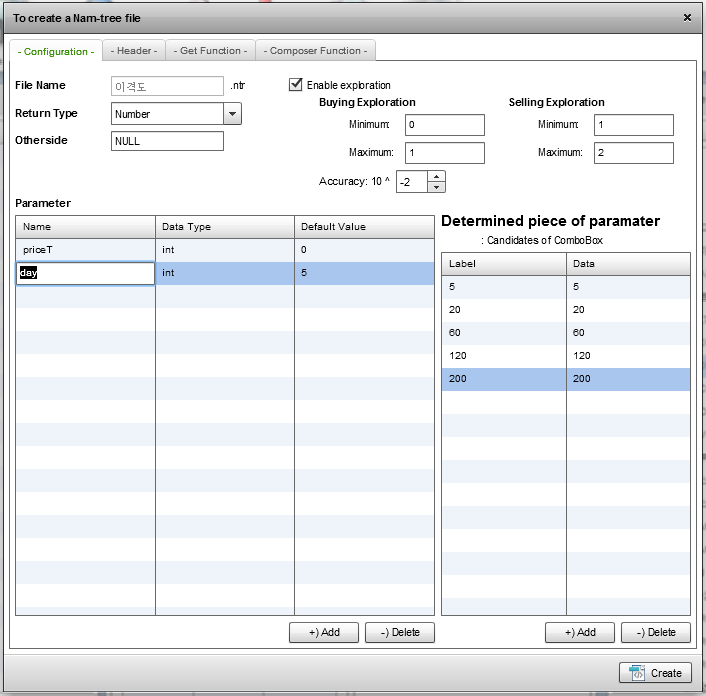 To create a Nam-tree file
- Configuration -
- Header -
- Get Function -
- Composer Function -
File Name
이격도
.ntr
Enable exploration
Return Type
Number
Otherside
NULL
Buying Exploration
Minimum:
0
Maximum:
1
Selling Exploration
Minimum:
1
Maximum:
2
Accuracy: 10 ^
-2
Parameter
Name Data Type Default Value
priceT int 0
day int 5
+) Add
-) Delete
Determined piece of paramater
: Candidates of ComboBox
Label Data
5 5
20 20
60 60
120 120
200 200
+) Add
-) Delete
Create